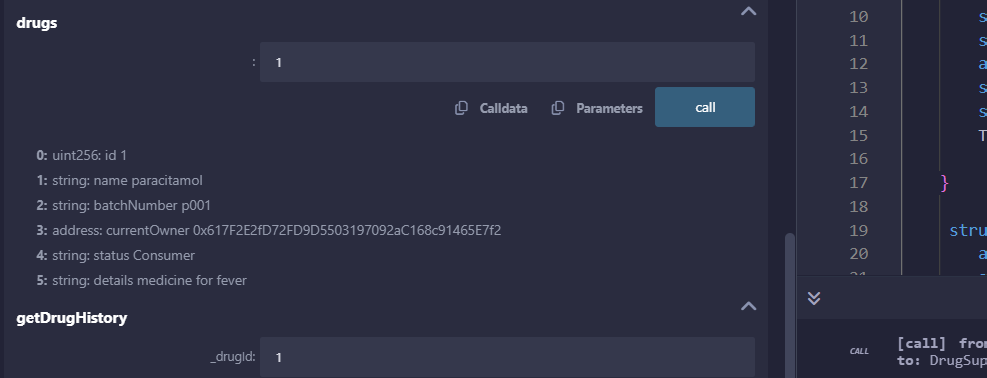 drugs
: 1
Calldata Parameters call
0: uint256: id 1
1: string: name paracitamol
2: string: batchNumber p001
3: address: currentOwner 0x617F2E2fD72FD9D5503197092aC168c91465E7f2
4: string: status Consumer
5: string: details medicine for fever
getDrugHistory
_drugId: 1
10 s
11 s
12 a
13 s
14 s
15 T
16
17 }
18
19 stru
20 a
21
CALL [call] from
to: DrugSup